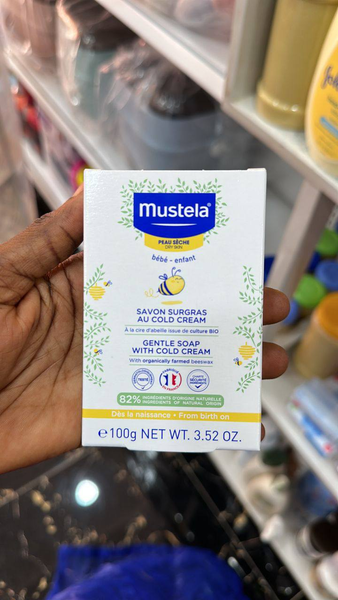 Mustela®
PEAU SÈCHE
DRY SKIN
bébé - enfant
SAVON SURGRAS
AU COLD CREAM
À la cire d'abeille issue de culture BIO
GENTLE SOAP
WITH COLD CREAM
With organically farmed beeswax
82% INGRÉDIENTS D'ORIGINE NATURELLE
INGREDIENTS OF NATURAL ORIGIN
Dès la naissance • From birth on
℮100g NET WT. 3.52 OZ.